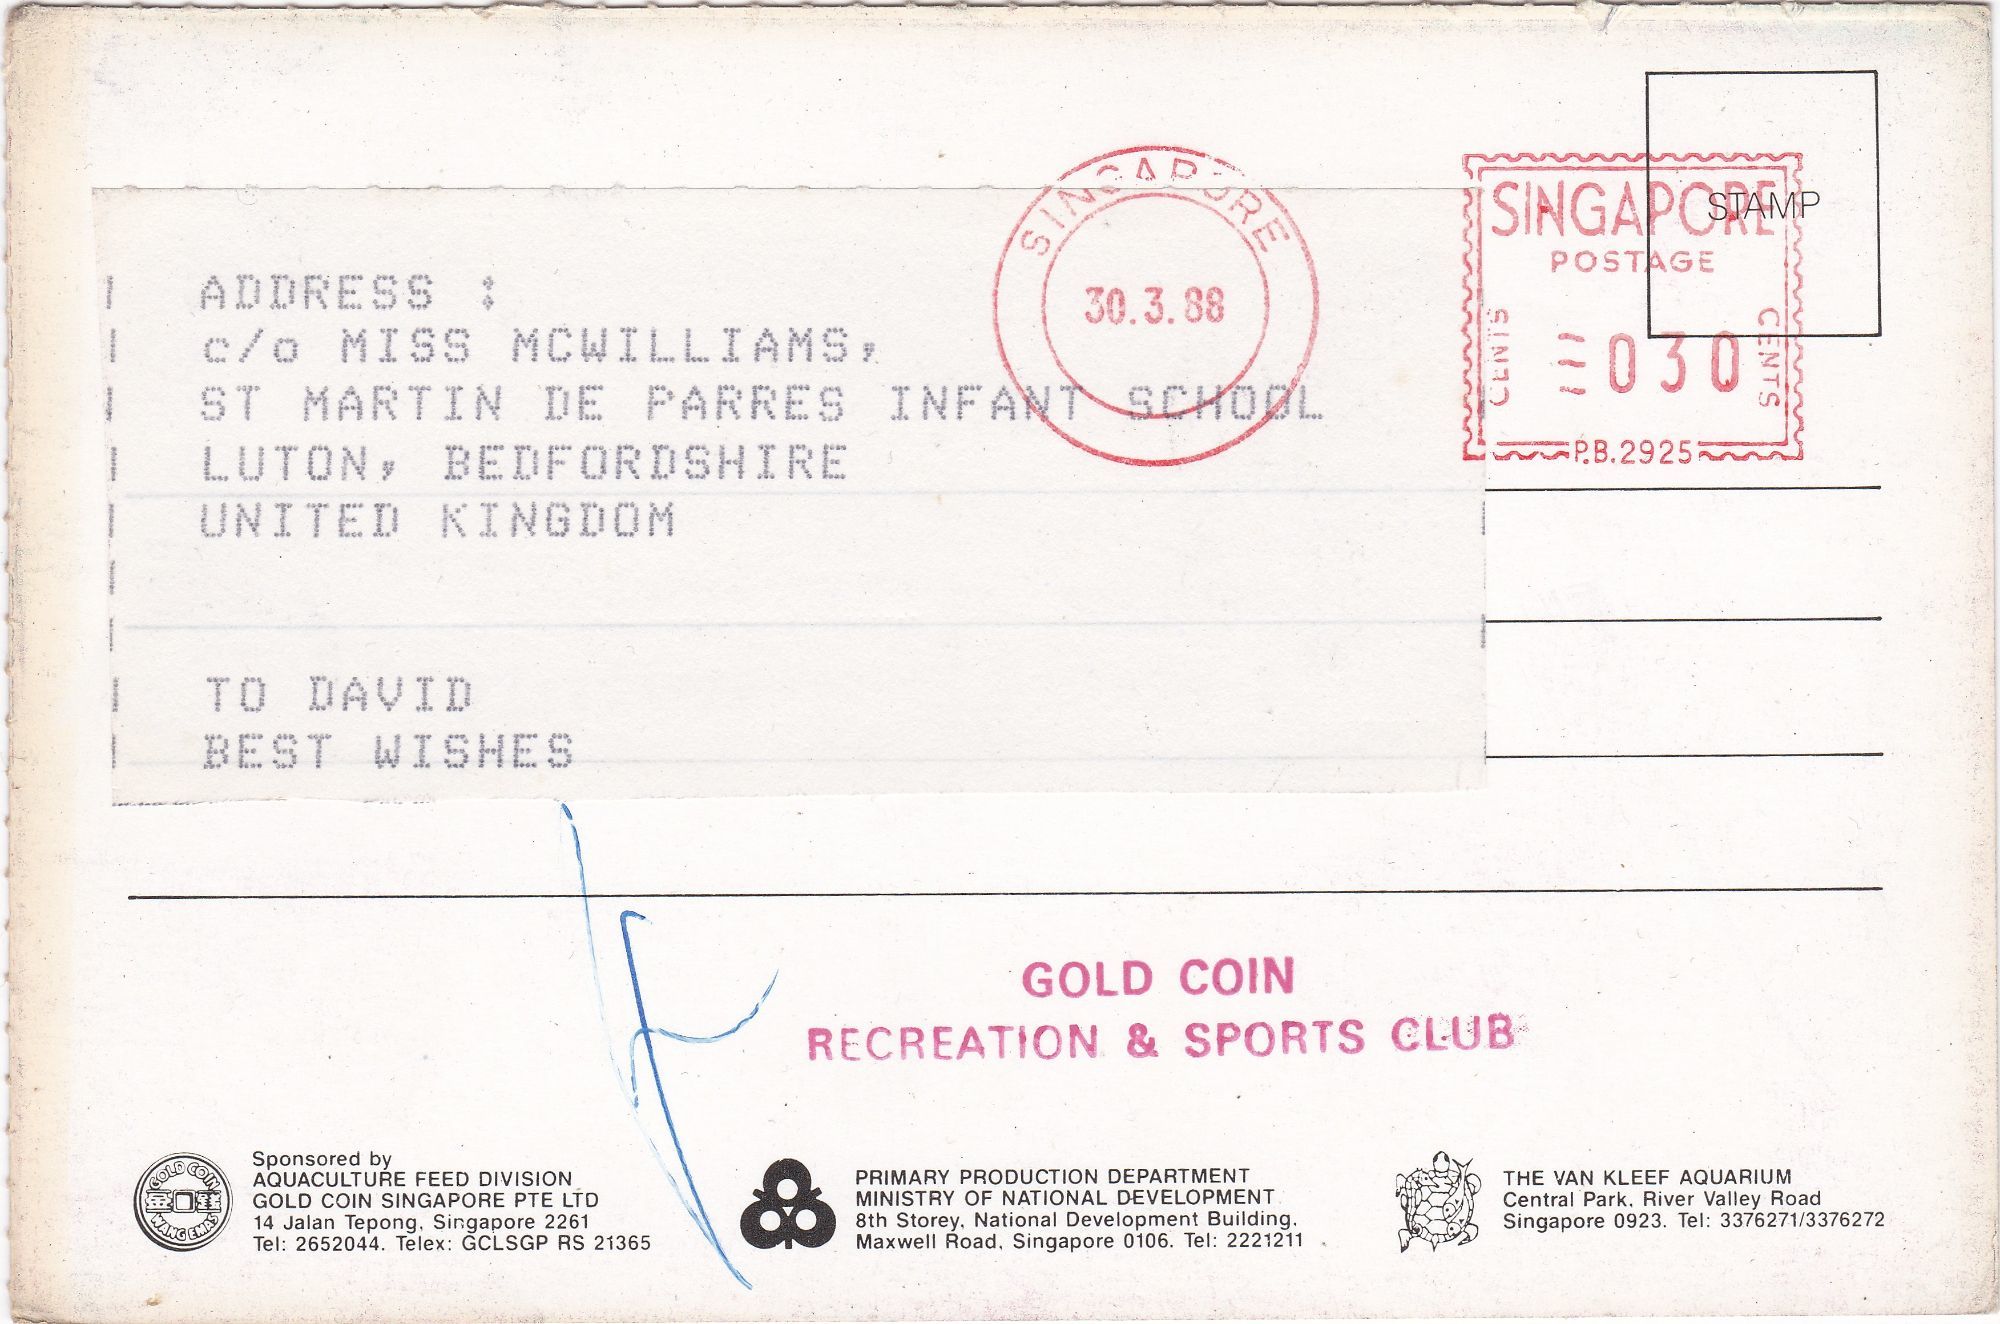 STAMP
SINGAPORE
30.3.88
SINGAPORE
POSTAGE
CENTS
030
CENTS
P.B.2925
ADDRESS :
c/o MISS MCWILLIAMS,
ST MARTIN DE PARRES INFANT SCHOOL
LUTON, BEDFORDSHIRE
UNITED KINGDOM
TO DAVID
BEST WISHES
GOLD COIN
RECREATION & SPORTS CLUB
GOLD COIN
WANG EMAS
Sponsored by
AQUACULTURE FEED DIVISION
GOLD COIN SINGAPORE PTE LTD
14 Jalan Tepong, Singapore 2261
Tel: 2652044. Telex: GCLSGP RS 21365
PRIMARY PRODUCTION DEPARTMENT
MINISTRY OF NATIONAL DEVELOPMENT
8th Storey, National Development Building,
Maxwell Road, Singapore 0106. Tel: 2221211
THE VAN KLEEF AQUARIUM
Central Park, River Valley Road
Singapore 0923. Tel: 3376271/3376272